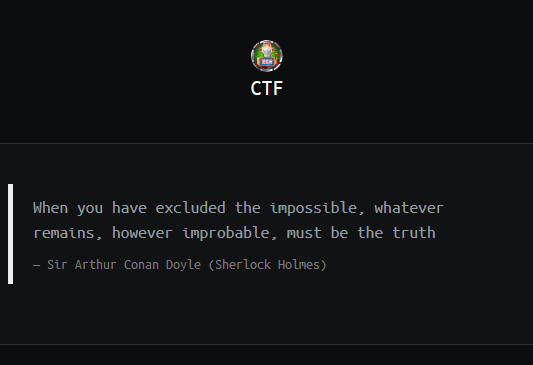 CTF
When you have excluded the impossible, whatever
remains, however improbable, must be the truth
— Sir Arthur Conan Doyle (Sherlock Holmes)